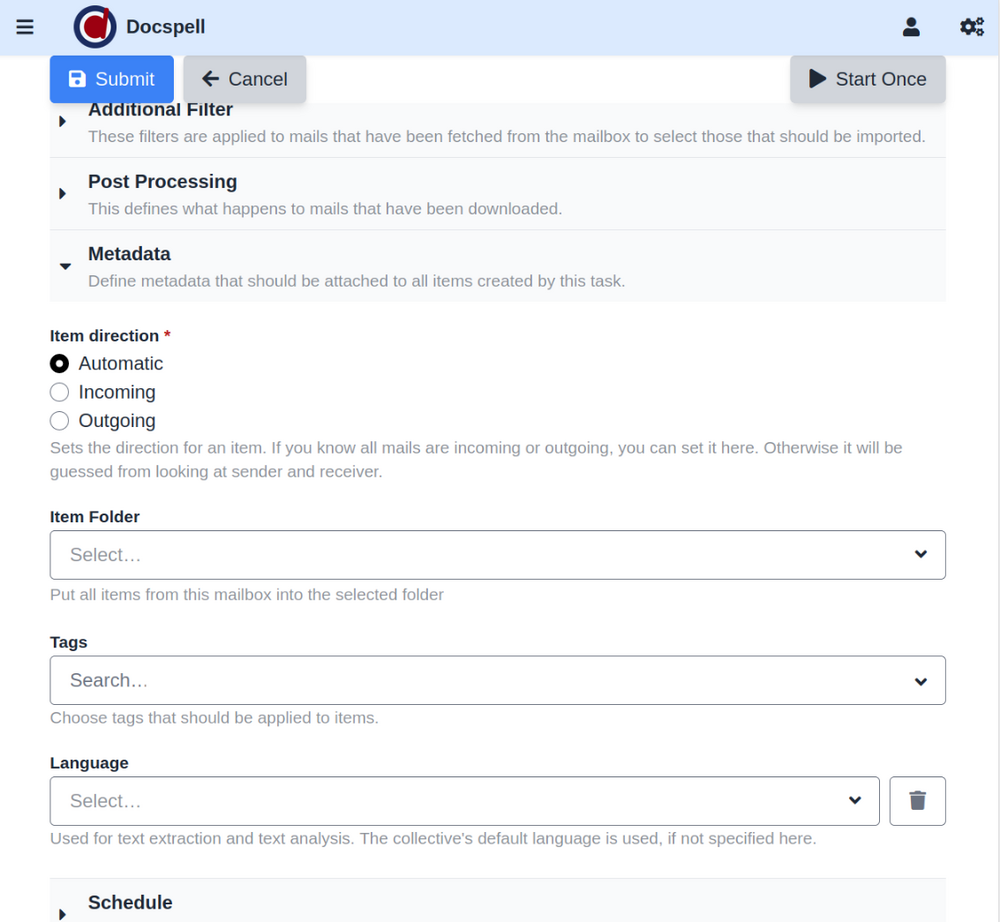 Docspell
Submit
Cancel
Start Once
Additional Filter
These filters are applied to mails that have been fetched from the mailbox to select those that should be imported.
Post Processing
This defines what happens to mails that have been downloaded.
Metadata
Define metadata that should be attached to all items created by this task.
Item direction *
Automatic
Incoming
Outgoing
Sets the direction for an item. If you know all mails are incoming or outgoing, you can set it here. Otherwise it will be
guessed from looking at sender and receiver.
Item Folder
Select…
Put all items from this mailbox into the selected folder
Tags
Search…
Choose tags that should be applied to items.
Language
Select…
Used for text extraction and text analysis. The collective's default language is used, if not specified here.
Schedule